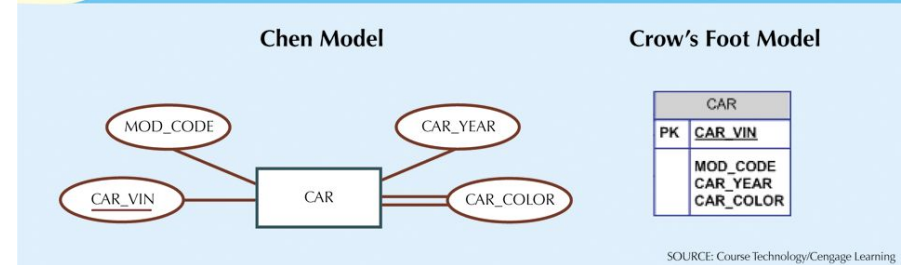 Chen Model
Crow's Foot Model
MOD_CODE
CAR_YEAR
CAR_VIN
CAR
CAR_COLOR
CAR
PK CAR_VIN
MOD_CODE
CAR_YEAR
CAR_COLOR
SOURCE: Course Technology/Cengage Learning